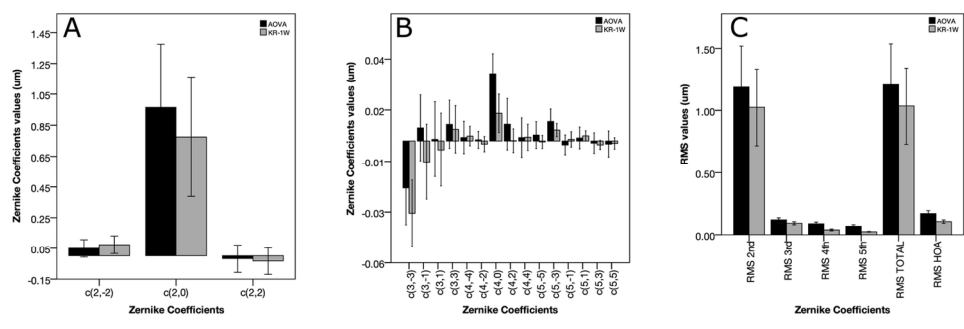 A
AOVA
KR-1W
Zernike Coefficients values (um)
1.45
1.25
1.05
0.85
0.65
0.45
0.25
0.05
-0.15
c(2,-2)
c(2,0)
c(2,2)
Zernike Coefficients
B
AOVA
KR-1W
Zernike Coefficients values (um)
0.04
0.02
-0.01
-0.03
-0.06
c(3,-3)
c(3,-1)
c(3,1)
c(3,3)
c(4,-4)
c(4,-2)
c(4,0)
c(4,2)
c(4,4)
c(5,-5)
c(5,-3)
c(5,-1)
c(5,1)
c(5,3)
c(5,5)
Zernike Coefficients
C
AOVA
KR-1W
RMS values (um)
1.50
1.00
0.50
0.00
RMS 2nd
RMS 3rd
RMS 4th
RMS 5th
RMS TOTAL
RMS HOA
Zernike Coefficients